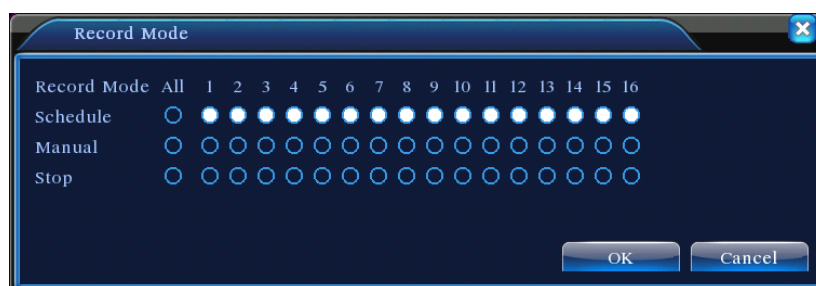 Record Mode
Record Mode All 1 2 3 4 5 6 7 8 9 10 11 12 13 14 15 16
Schedule
Manual
Stop
OK Cancel